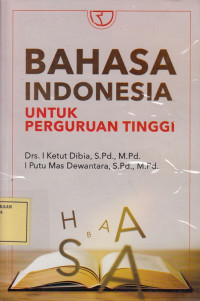 BAHASA
INDONESIA
UNTUK
PERGURUAN TINGGI
Drs. I Ketut Dibia, S.Pd., M.Pd.
I Putu Mas Dewantara, S.Pd., M.Pd.
H
B A A
S A